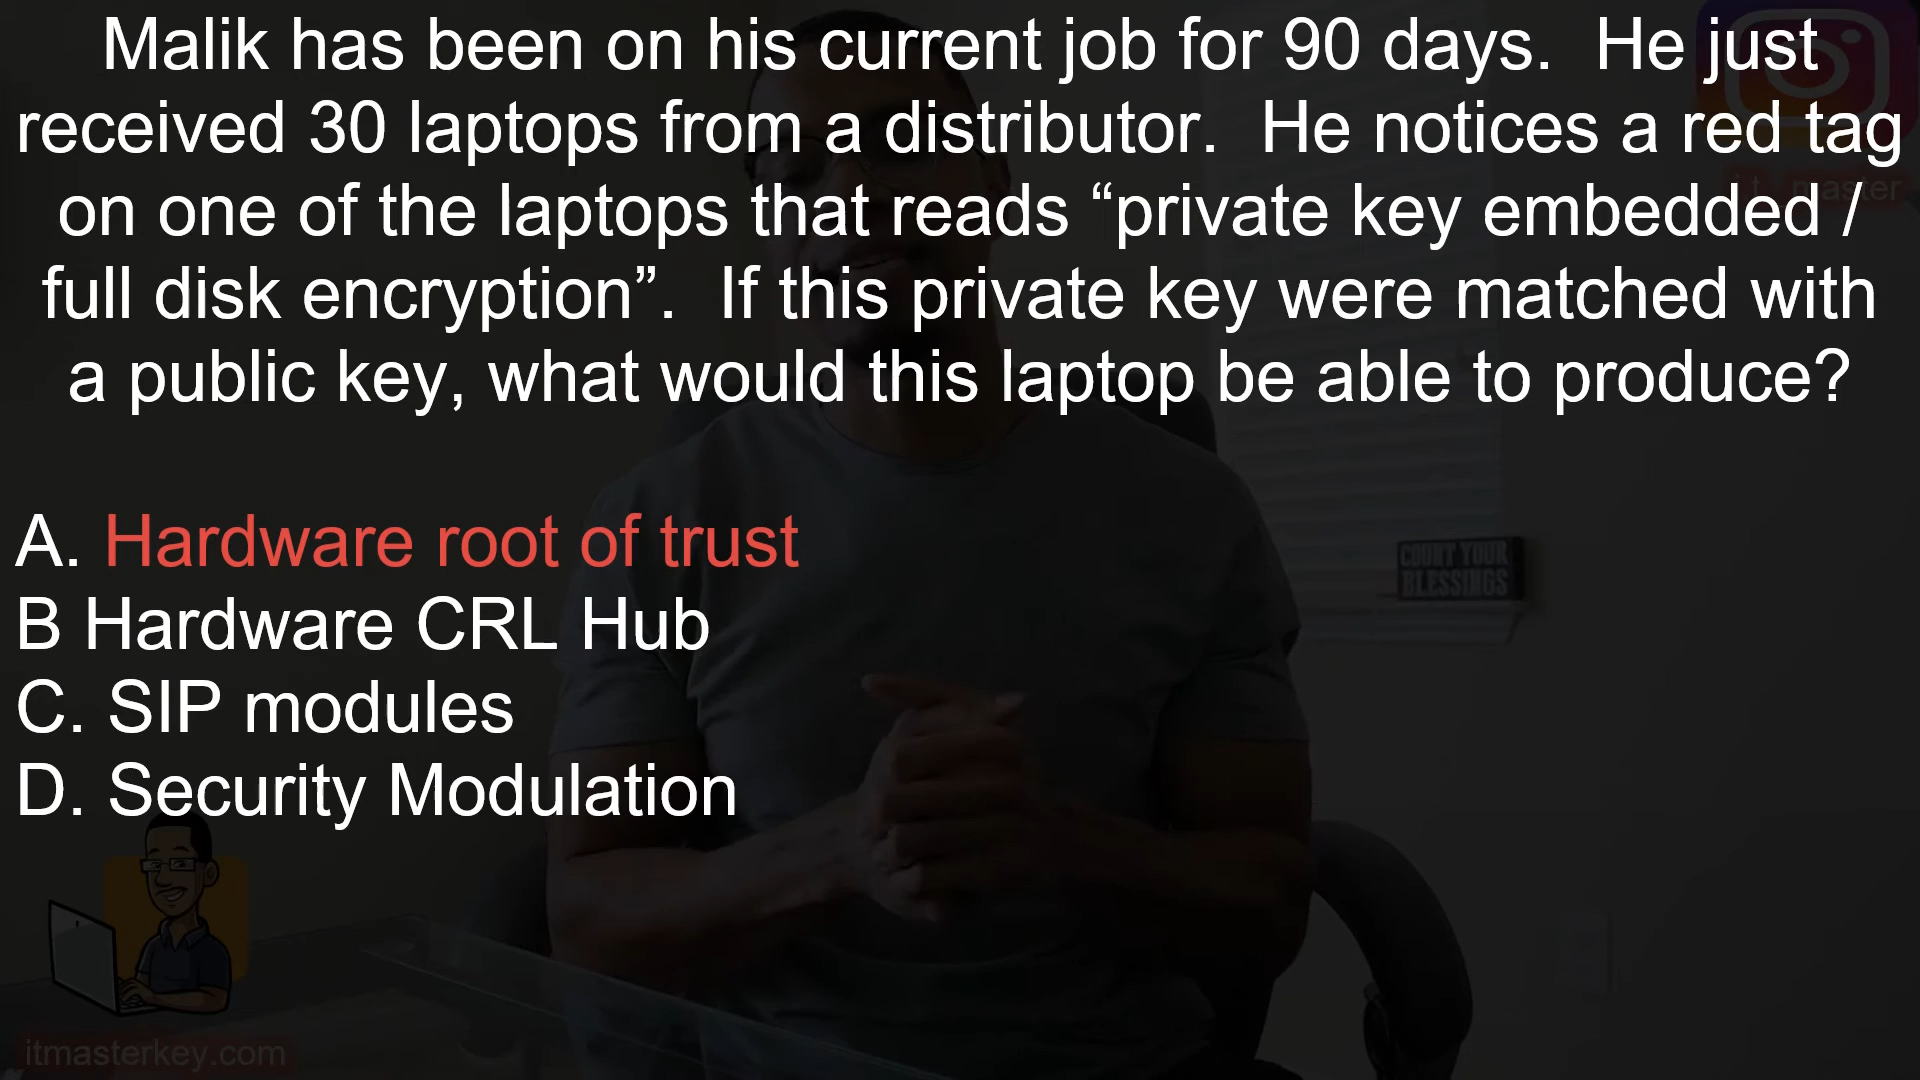 Malik has been on his current job for 90 days.  He just
received 30 laptops from a distributor.  He notices a red tag
on one of the laptops that reads “private key embedded /
full disk encryption”.  If this private key were matched with
a public key, what would this laptop be able to produce?
A. Hardware root of trust
B Hardware CRL Hub
C. SIP modules
D. Security Modulation
COUNT YOUR
BLESSINGS
i.t._master
itmasterkey.com